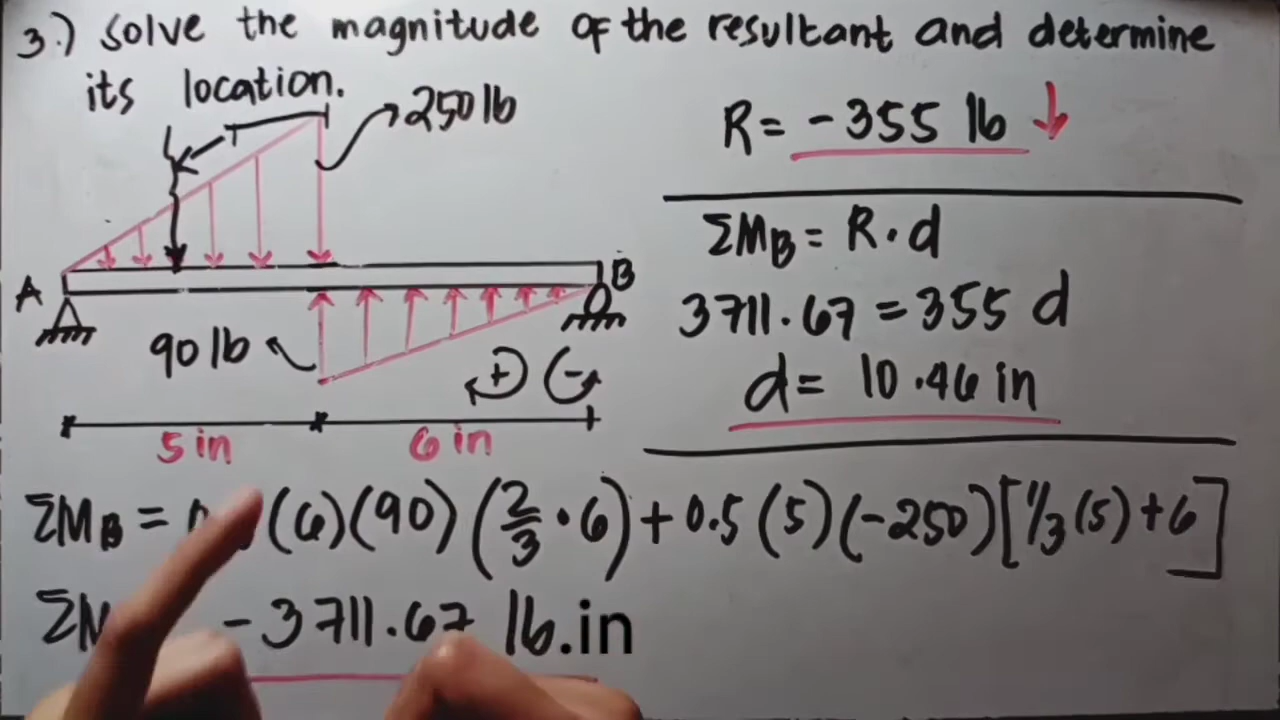 3.) solve the magnitude of the resultant and determine
its location.
250 lb
R = -355 lb ↓
ΣM_B = R · d
A
B
3711.67 = 355 d
90 lb
(+) (-)
d = 10.46 in
5 in
6 in
(6)(90)(2/3 · 6) + 0.5 (5)(-250)[1/3 (5) + 6]
ΣM_B =
-3711.67 lb.in